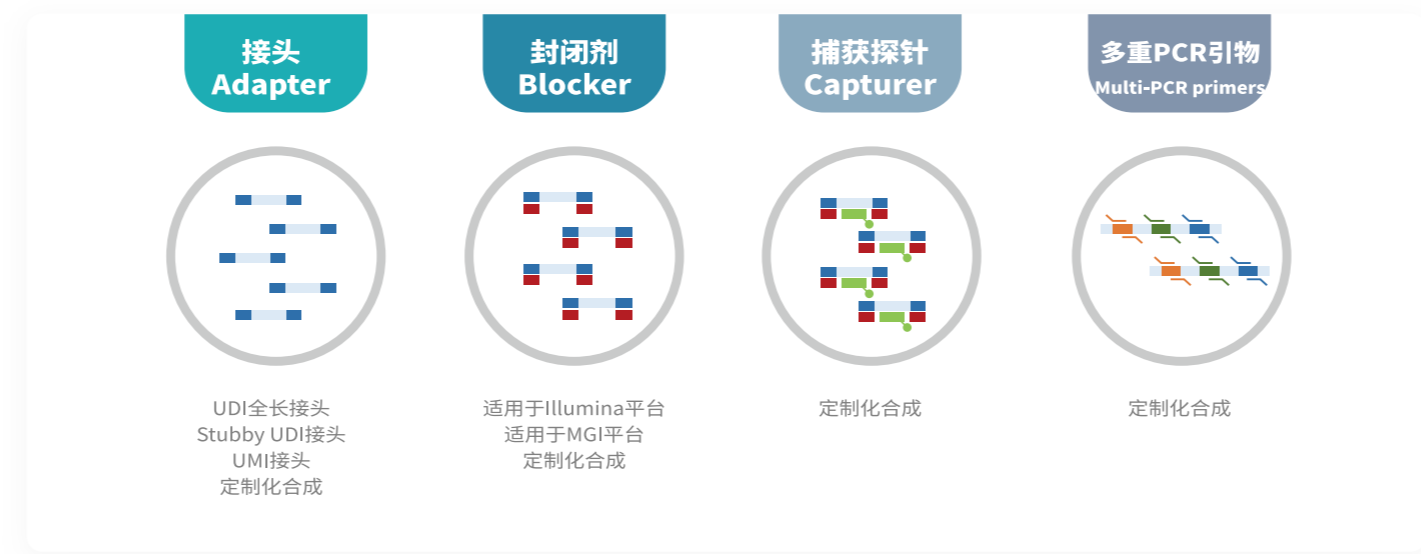 接头
Adapter
封闭剂
Blocker
捕获探针
Capturer
多重PCR引物
Multi-PCR primers
UDI全长接头
Stubby UDI接头
UMI接头
定制化合成
适用于Illumina平台
适用于MGI平台
定制化合成
定制化合成
定制化合成